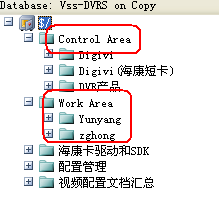 Database: Vss-DVRS on Copy
$/
Control Area
Digivi
Digivi(海康短卡)
DVR产品
Work Area
Yunyang
zghong
海康卡驱动和SDK
配置管理
视频配置文档汇总